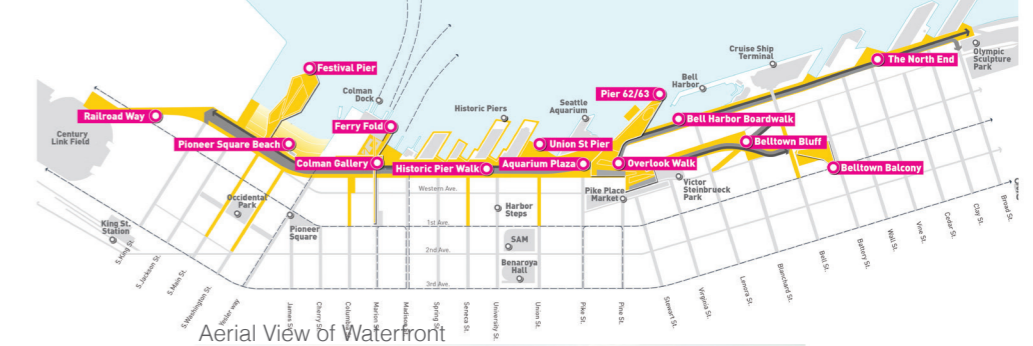 Festival Pier
Colman
Dock
Railroad Way
Century
Link Field
Pioneer Square Beach
Ferry Fold
Colman Gallery
Historic Piers
Historic Pier Walk
Seattle
Aquarium
Union St Pier
Aquarium Plaza
Pier 62/63
Bell
Harbor
Cruise Ship
Terminal
The North End
Olympic
Sculpture
Park
Bell Harbor Boardwalk
Belltown Bluff
Overlook Walk
Belltown Balcony
Victor
Steinbrueck
Park
Pike Place
Market
Western Ave.
Harbor
Steps
1st Ave.
Occidental
Park
Pioneer
Square
King St.
Station
2nd Ave.
SAM
Benaroya
Hall
3rd Ave.
S.King St.
S.Jackson St.
S.Main St.
S.Washington St.
Yesler way
James St.
Cherry St.
Columbia St.
Marion St.
Madison St.
Spring St.
Seneca St.
University St.
Union St.
Pike St.
Pine St.
Stewart St.
Virginia St.
Lenora St.
Blanchard St.
Bell St.
Battery St.
Wall St.
Vine St.
Cedar St.
Clay St.
Broad St.
Aerial View of Waterfront